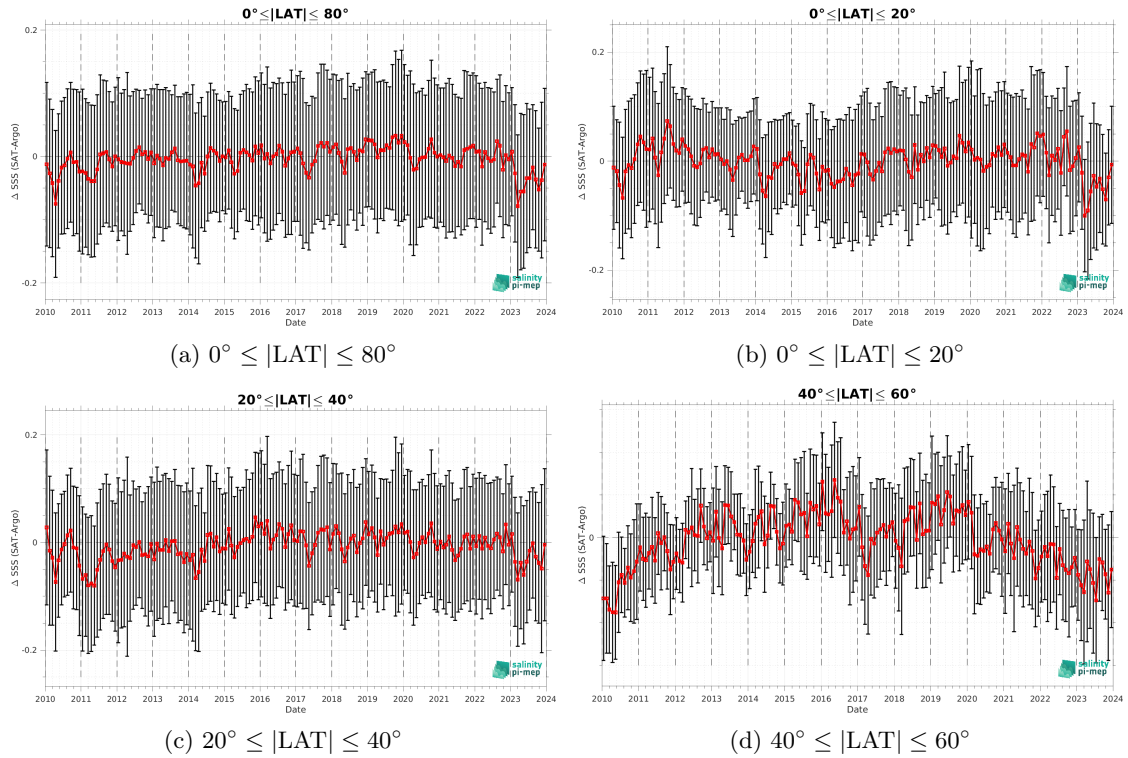 0°≤|LAT|≤ 80°
0.2
0
-0.2
Δ SSS (SAT-Argo)
2010 2011 2012 2013 2014 2015 2016 2017 2018 2019 2020 2021 2022 2023 2024
Date
salinity
pi-mep
(a) 0° ≤ |LAT| ≤ 80°
0°≤|LAT|≤ 20°
0.2
0
-0.2
Δ SSS (SAT-Argo)
2010 2011 2012 2013 2014 2015 2016 2017 2018 2019 2020 2021 2022 2023 2024
Date
salinity
pi-mep
(b) 0° ≤ |LAT| ≤ 20°
20°≤|LAT|≤ 40°
0.2
0
-0.2
Δ SSS (SAT-Argo)
2010 2011 2012 2013 2014 2015 2016 2017 2018 2019 2020 2021 2022 2023 2024
Date
salinity
pi-mep
(c) 20° ≤ |LAT| ≤ 40°
40°≤|LAT|≤ 60°
0
Δ SSS (SAT-Argo)
2010 2011 2012 2013 2014 2015 2016 2017 2018 2019 2020 2021 2022 2023 2024
Date
salinity
pi-mep
(d) 40° ≤ |LAT| ≤ 60°